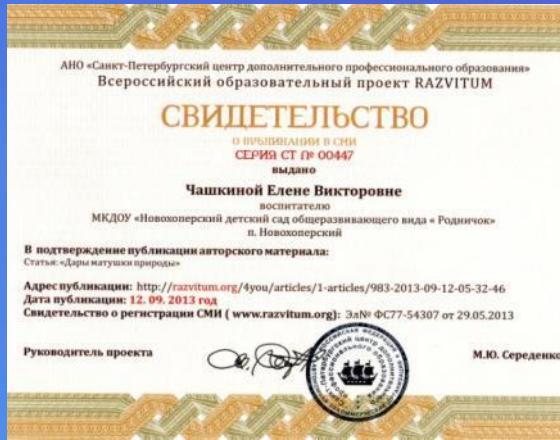 АНО «Санкт-Петербургский центр дополнительного профессионального образования»
Всероссийский образовательный проект RAZVITUM
СВИДЕТЕЛЬСТВО
О ПУБЛИКАЦИИ В СМИ
СЕРИЯ СТ № 00447
выдано
Чашкиной Елене Викторовне
воспитателю
МКДОУ «Новохоперский детский сад общеразвивающего вида « Родничок»
п. Новохоперский
В подтверждение публикации авторского материала:
Статья: «Дары матушки природы»
Адрес публикации: http://razvitum.org/4you/articles/1-articles/983-2013-09-12-05-32-46
Дата публикации: 12. 09. 2013 год
Свидетельство о регистрации СМИ ( www.razvitum.org): Эл№ ФС77-54307 от 29.05.2013
Руководитель проекта
М.Ю. Середенко